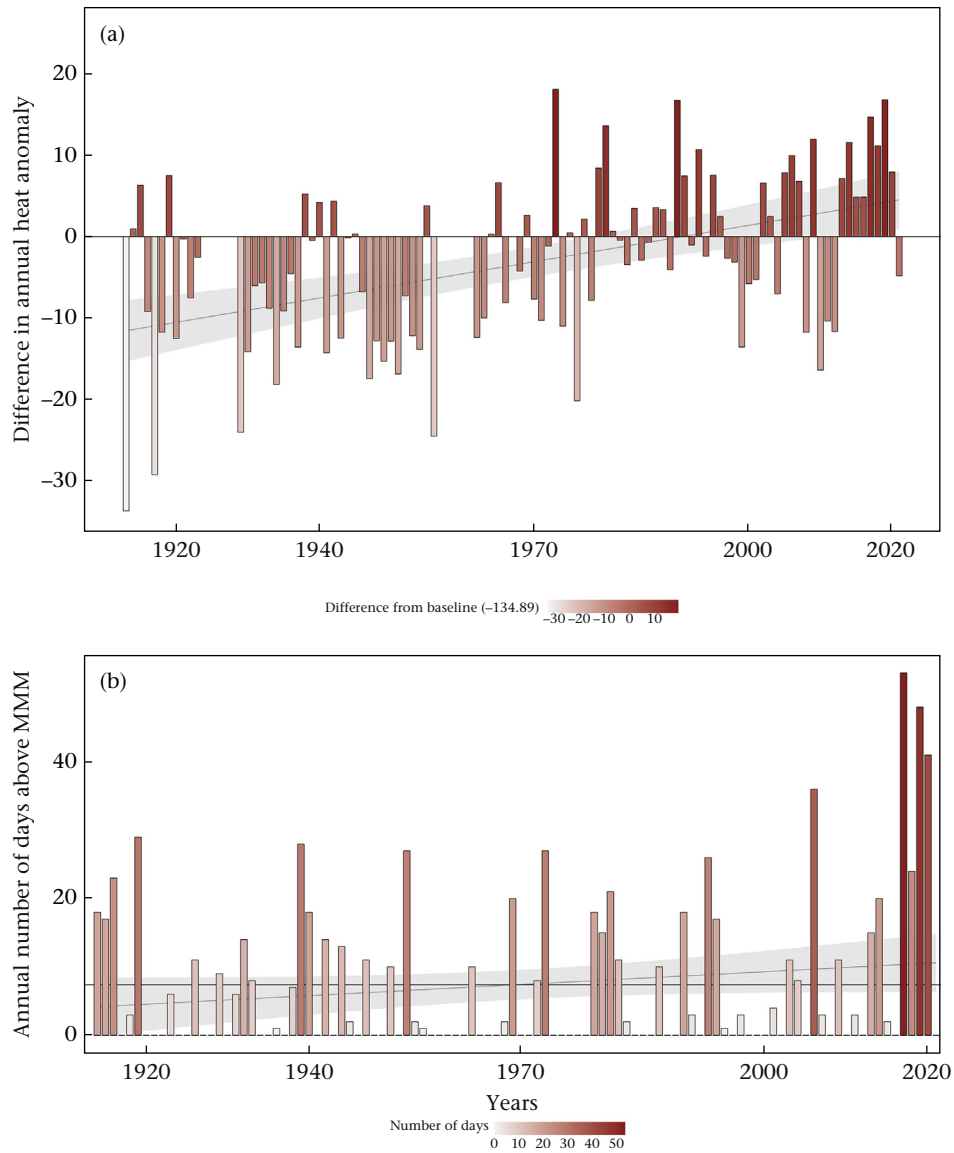 (a)
Difference in annual heat anomaly
20
10
0
−10
−20
−30
1920 1940 1970 2000 2020
Difference from baseline (−134.89)
−30 −20 −10 0 10
(b)
Annual number of days above MMM
40
20
0
1920 1940 1970 2000 2020
Years
Number of days
0 10 20 30 40 50